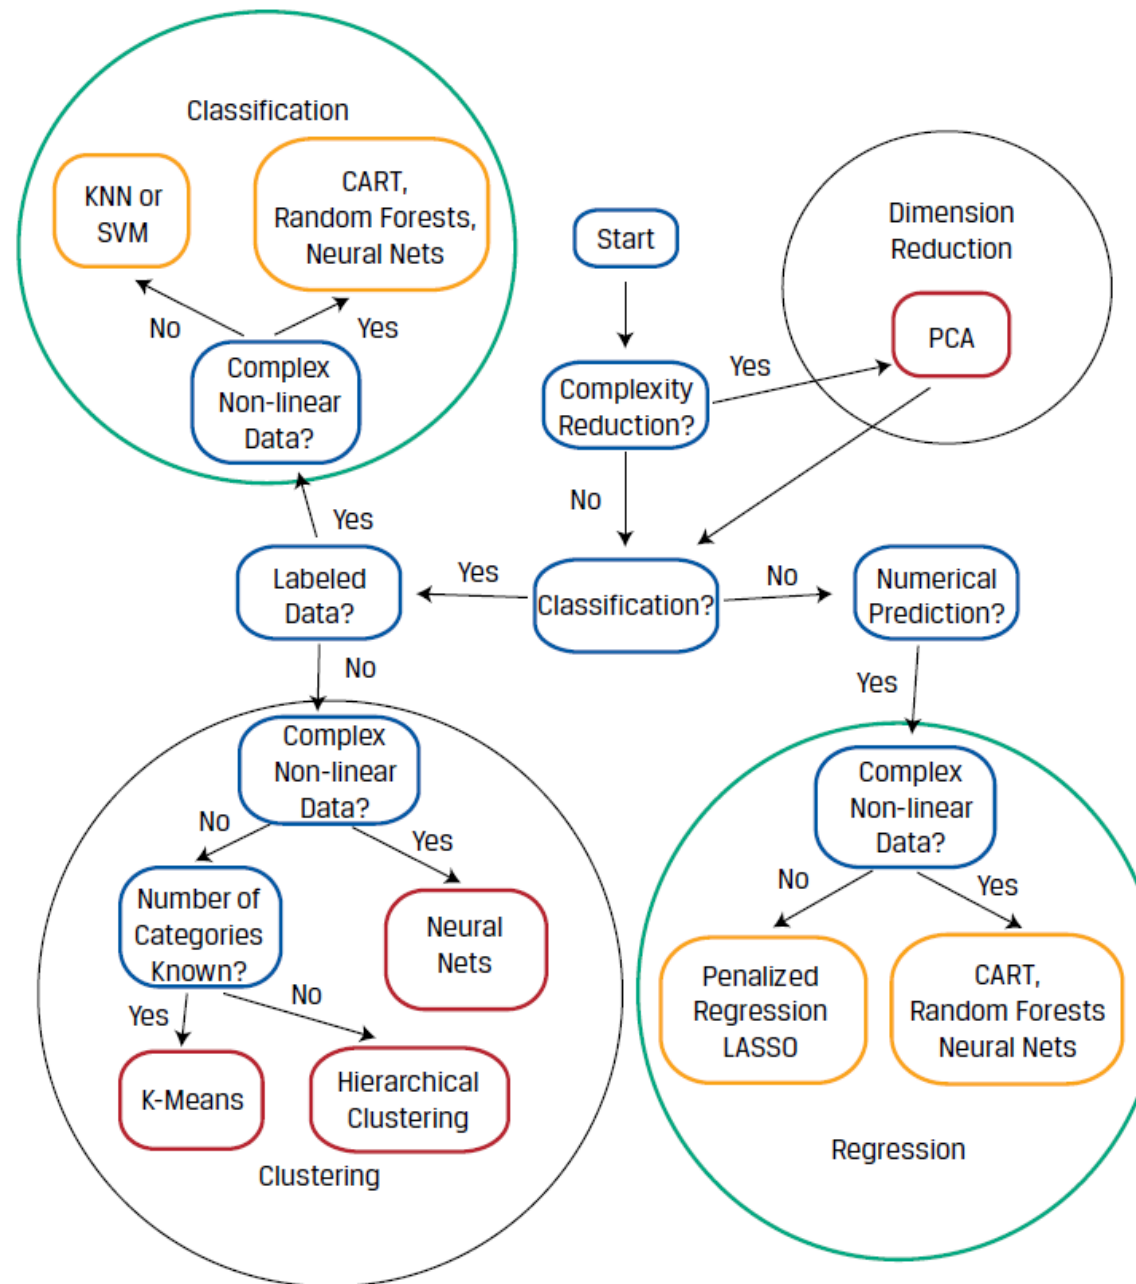 Classification
KNN or
SVM
CART,
Random Forests,
Neural Nets
No
Yes
Complex
Non-linear
Data?
Start
Dimension
Reduction
PCA
Complexity
Reduction?
Yes
No
Yes
Labeled
Data?
Yes
Classification?
No
Numerical
Prediction?
No
Yes
Complex
Non-linear
Data?
No
Yes
Number of
Categories
Known?
Neural
Nets
Yes
No
K-Means
Hierarchical
Clustering
Clustering
Complex
Non-linear
Data?
No
Yes
Penalized
Regression
LASSO
CART,
Random Forests
Neural Nets
Regression